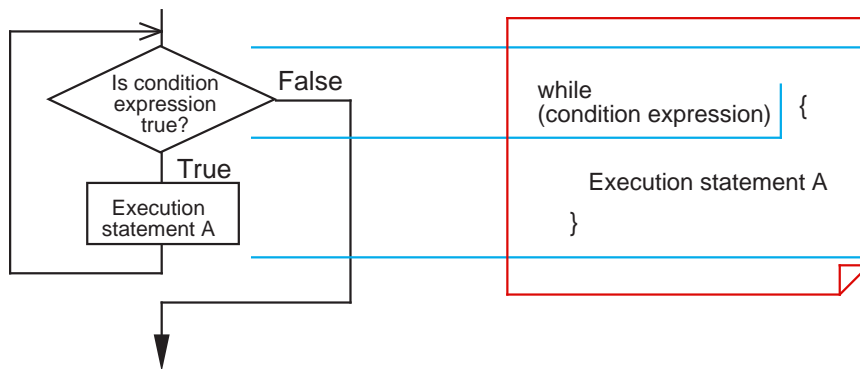 Is condition
expression
true?
False
True
Execution
statement A
while
(condition expression)
{
Execution statement A
}